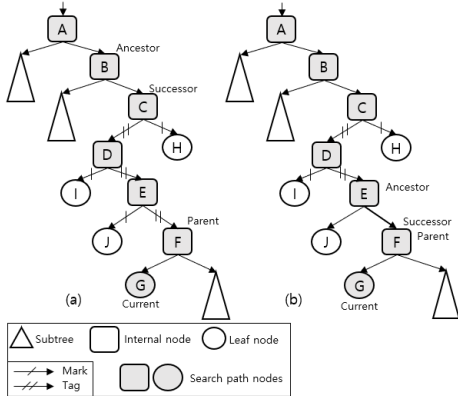 A
A
Ancestor
B
B
Successor
C
C
D
H
D
H
I
E
I
E
Ancestor
Parent
Successor
J
F
J
F
Parent
(a)
G
(b)
G
Current
Current
Subtree
Internal node
Leaf node
Mark
Tag
Search path nodes